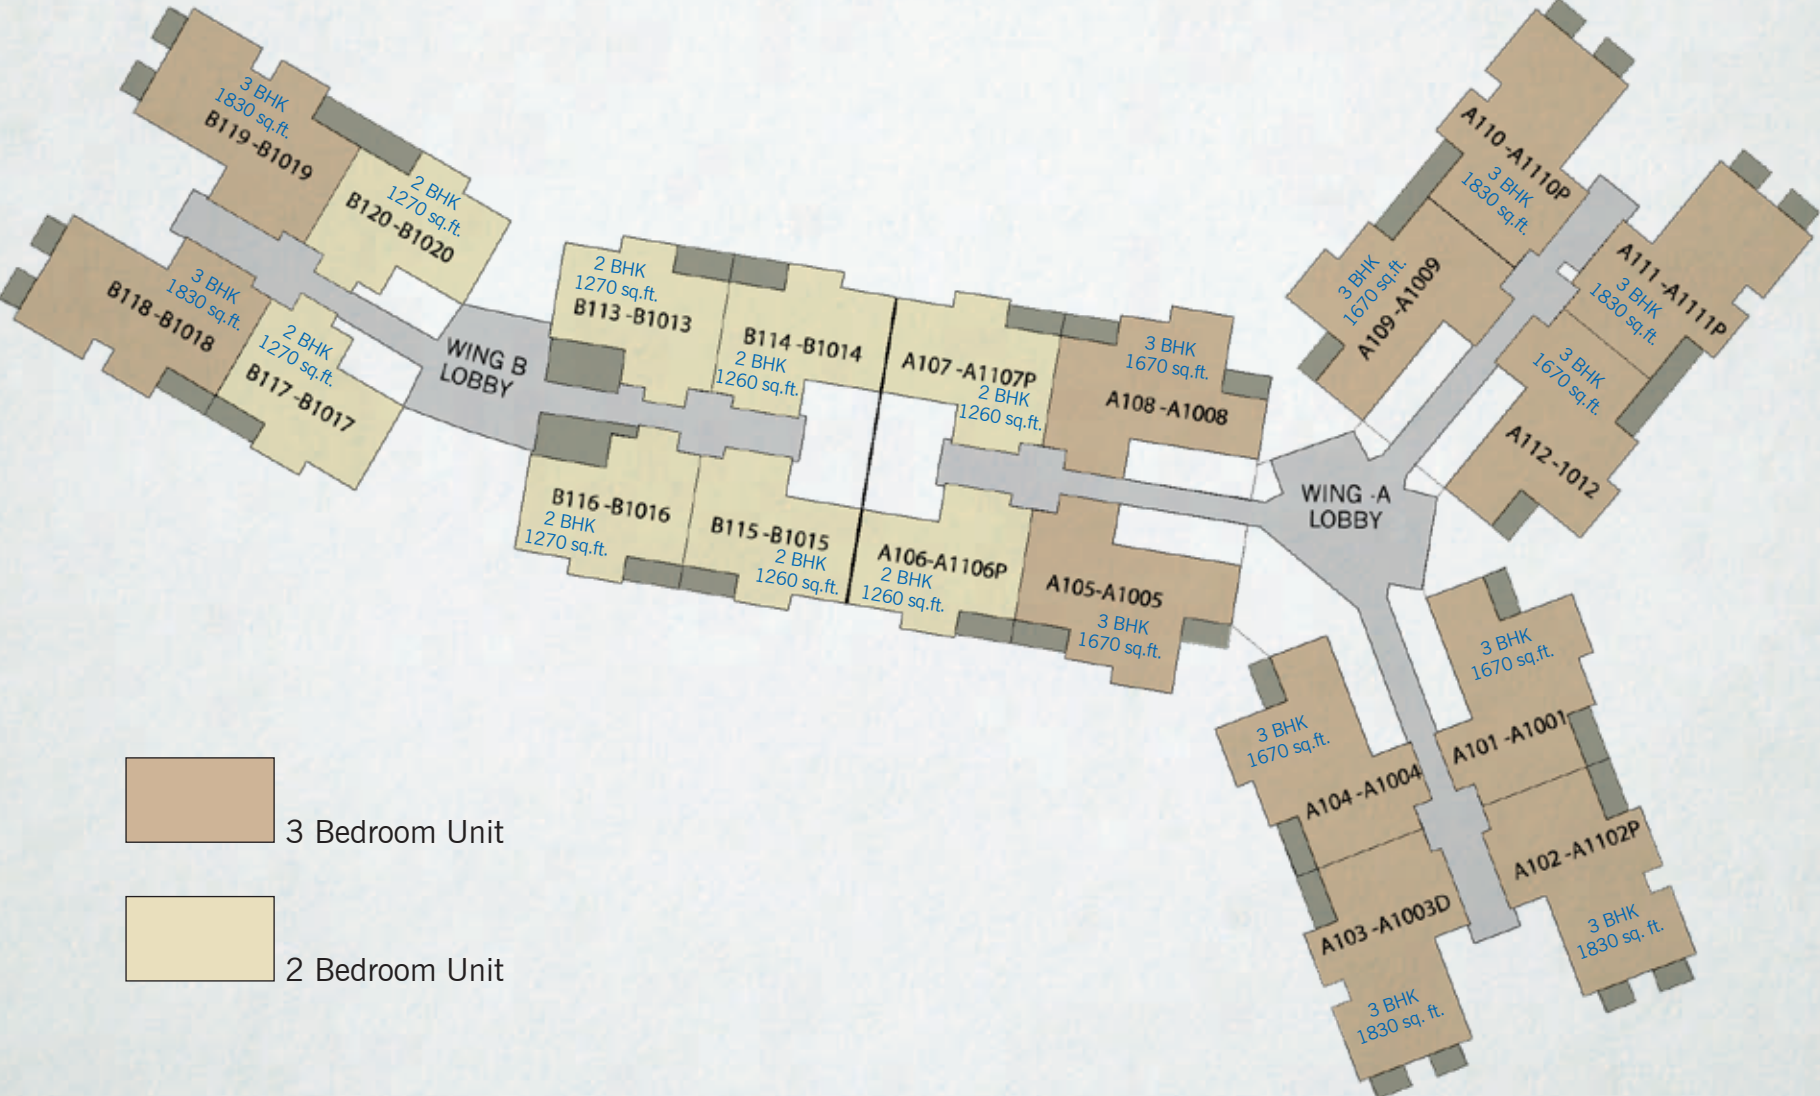 3 BHK
1830 sq.ft.
B119 -B1019
2 BHK
1270 sq.ft.
B120 -B1020
3 BHK
1830 sq.ft.
B118 -B1018
2 BHK
1270 sq.ft.
B117 -B1017
WING B
LOBBY
2 BHK
1270 sq.ft.
B113 -B1013
B114 -B1014
2 BHK
1260 sq.ft.
A107 -A1107P
2 BHK
1260 sq.ft.
3 BHK
1670 sq.ft.
A108 -A1008
B116 -B1016
2 BHK
1270 sq.ft.
B115 -B1015
2 BHK
1260 sq.ft.
A106-A1106P
2 BHK
1260 sq.ft.
A105-A1005
3 BHK
1670 sq.ft.
A110 -A1110P
3 BHK
1830 sq.ft.
3 BHK
1670 sq.ft.
A109 -A1009
A111 -A1111P
3 BHK
1830 sq.ft.
3 BHK
1670 sq.ft.
A112 -1012
WING -A
LOBBY
3 BHK
1670 sq.ft.
A101 -A1001
3 BHK
1670 sq.ft.
A104 -A1004
A102 -A1102P
3 BHK
1830 sq. ft.
A103 -A1003D
3 BHK
1830 sq. ft.
3 Bedroom Unit
2 Bedroom Unit